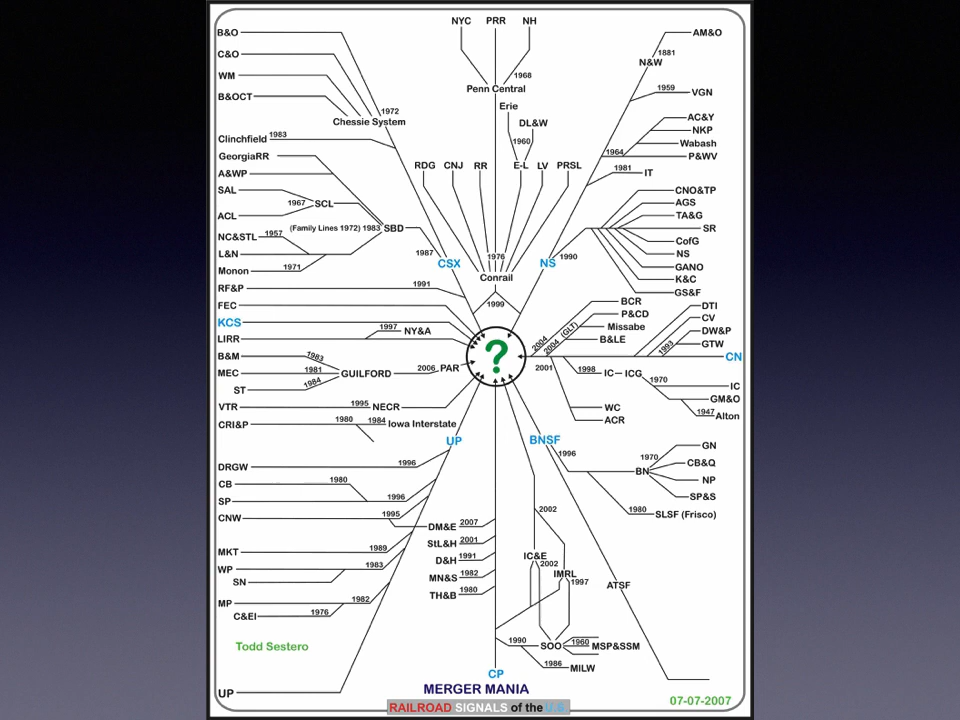 NYC PRR NH
B&O
AM&O
1881
C&O
N&W
WM
1968
Penn Central
1959
VGN
B&OCT
Erie
1972
Chessie System
DL&W
AC&Y
NKP
Clinchfield 1983
1960
Wabash
GeorgiaRR
1964
P&WV
A&WP
RDG CNJ RR E-L LV PRSL
1981
IT
SAL
CNO&TP
1967
SCL
AGS
ACL
TA&G
(Family Lines 1972) 1983 SBD
SR
NC&STL 1957
CofG
L&N
1987
1976
1990
NS
CSX
NS
GANO
Monon
1971
Conrail
K&C
RF&P
1991
GS&F
FEC
1999
BCR
DTI
KCS
P&CD
CV
1997
NY&A
(GLT)
Missabe
DW&P
LIRR
2004
2004
B&LE
1993
GTW
B&M
1983
?
CN
MEC
1981
GUILFORD
2006 PAR
2001
1998
IC
ICG
1970
IC
ST
1984
GM&O
VTR
1995 NECR
WC
1947
Alton
CRI&P
1980
1984
Iowa Interstate
ACR
UP
BNSF
GN
1996
1970
DRGW
1996
BN
CB&Q
CB
1980
NP
SP
1996
SP&S
CNW
1995
2002
1980
SLSF (Frisco)
DM&E 2007
StL&H 2001
MKT
1989
D&H 1991
IC&E
2002
WP
1983
MN&S 1982
IMRL
1997
SN
TH&B 1980
ATSF
MP
1982
C&EI
1976
Todd Sestero
1990
SOO
1960
MSP&SSM
1986
MILW
CP
UP
MERGER MANIA
07-07-2007
RAILROAD SIGNALS of the U.S.